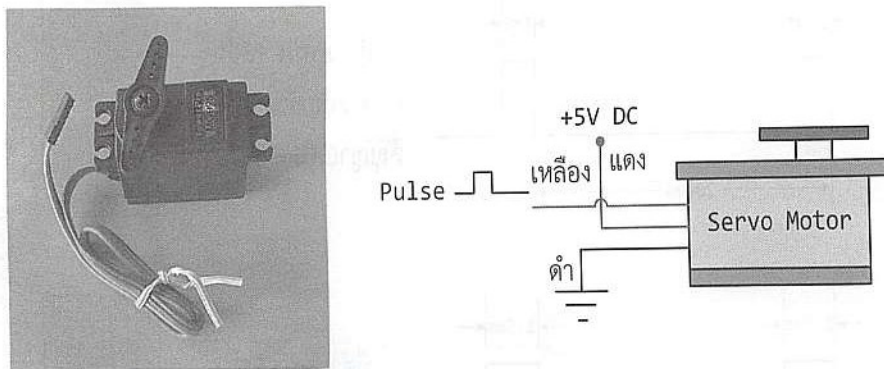 +5V DC
เหลือง
แดง
Pulse
Servo Motor
ดำ